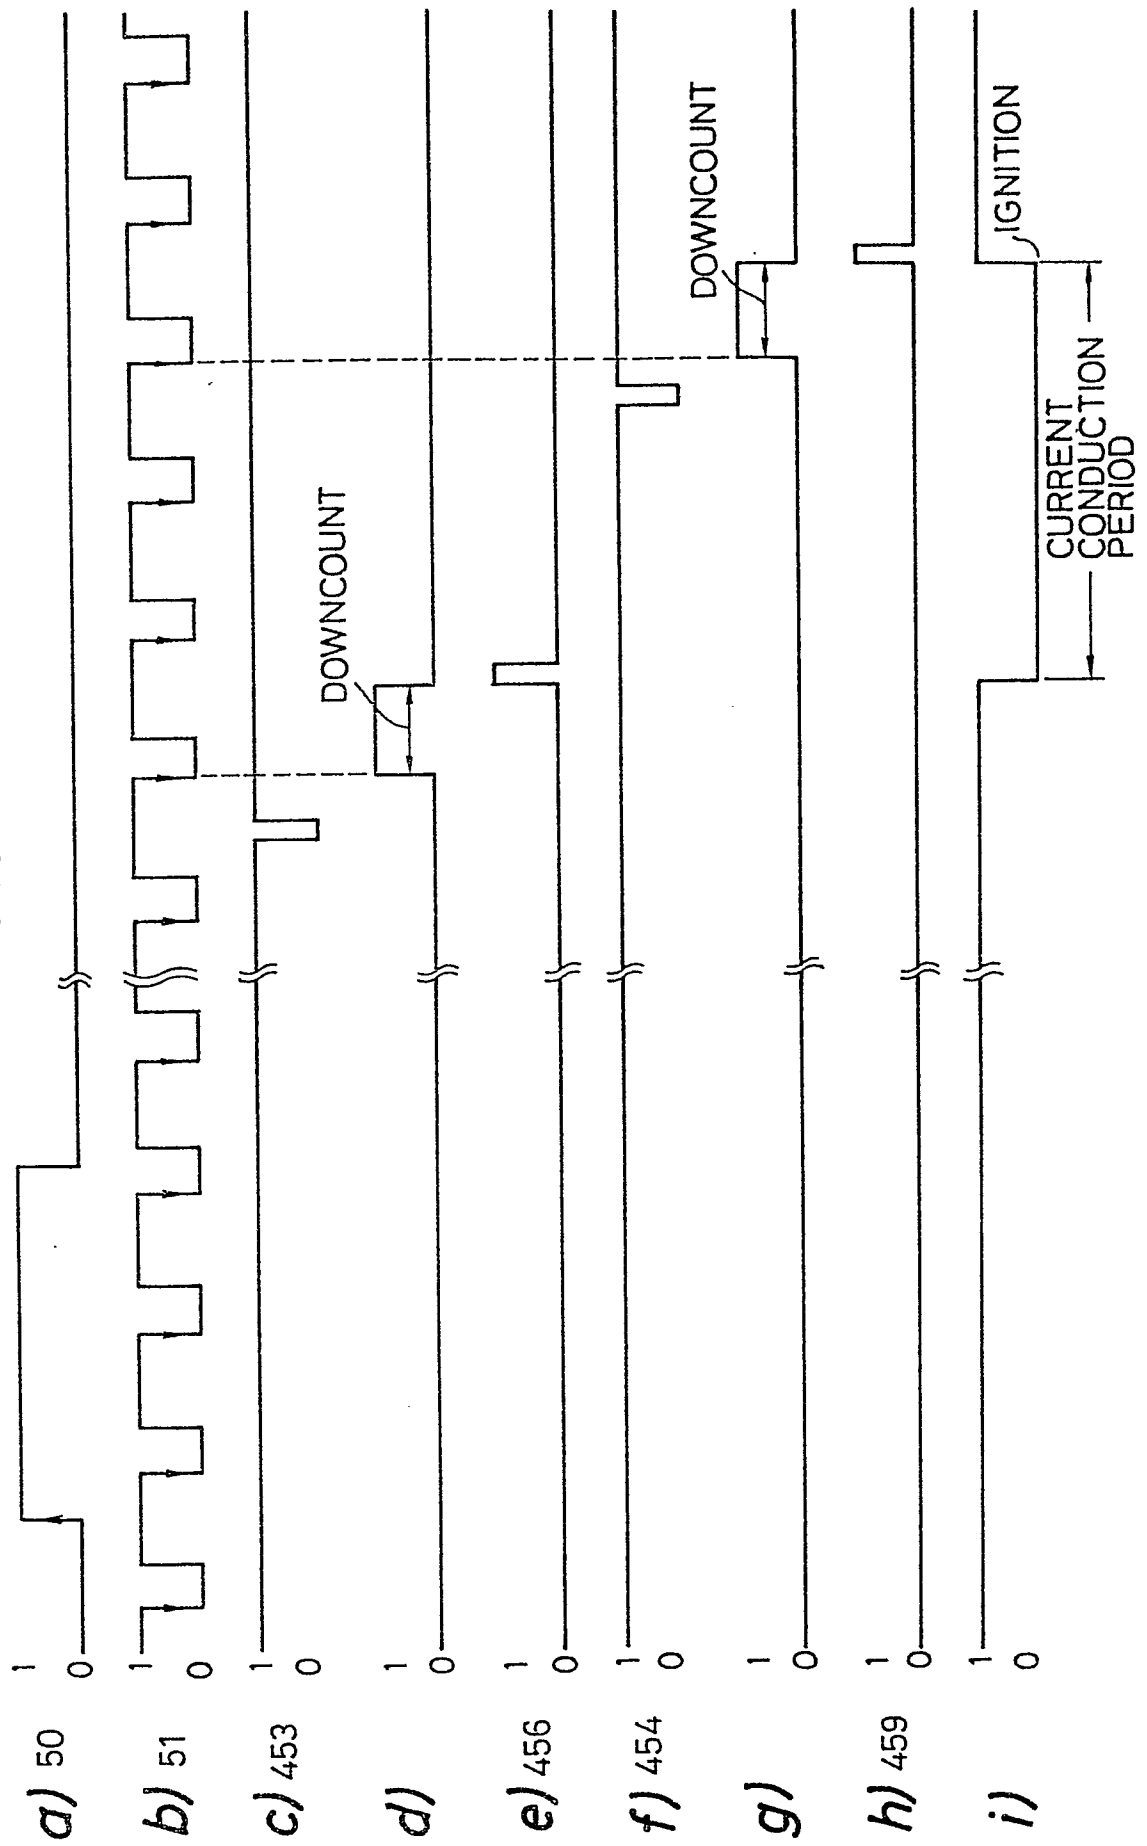 a) 50 1 0
b) 51 1 0
c) 453 1 0
d) 1 0
DOWNCOUNT
e) 456 1 0
f) 454 1 0
g) 1 0
DOWNCOUNT
h) 459 1 0
i) 1 0
IGNITION
CURRENT
CONDUCTION
PERIOD